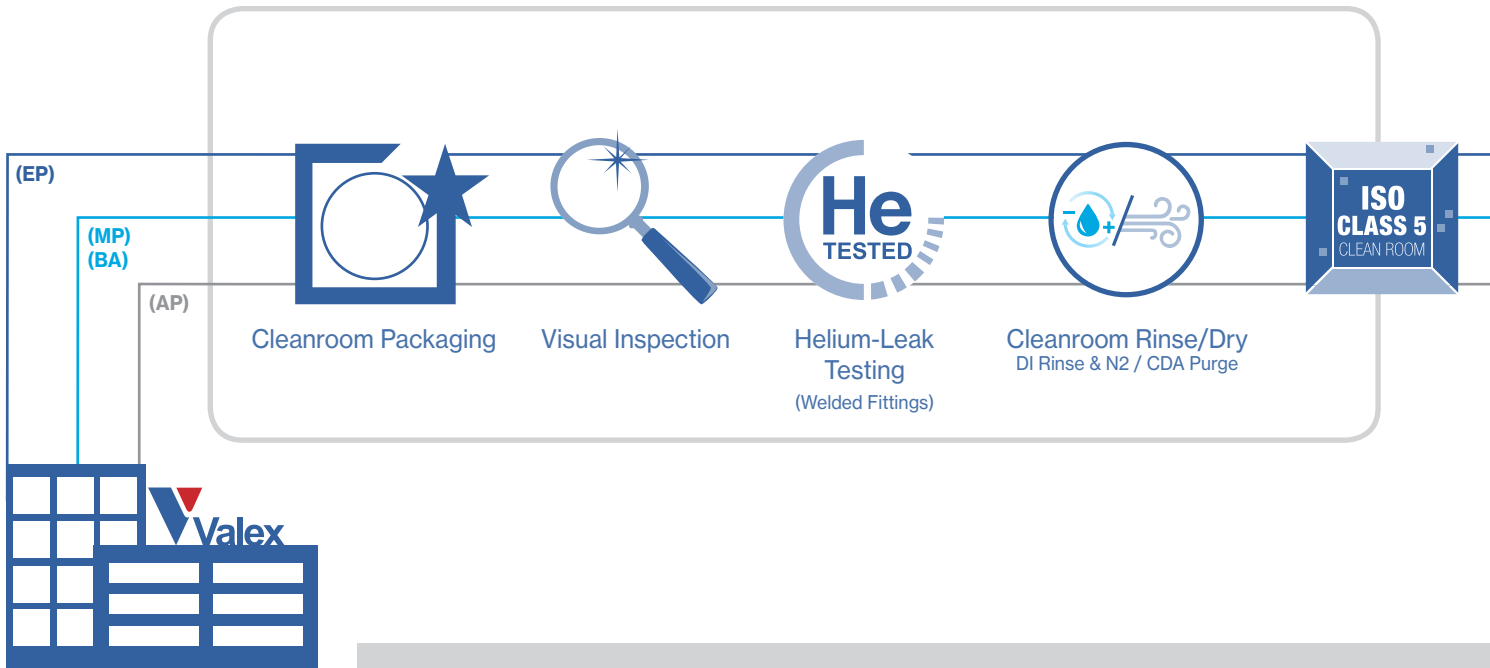 (EP)
(MP)
(BA)
(AP)
Cleanroom Packaging
Visual Inspection
He
TESTED
Helium-Leak
Testing
(Welded Fittings)
Cleanroom Rinse/Dry
DI Rinse & N2 / CDA Purge
ISO
CLASS 5
CLEAN ROOM
Valex